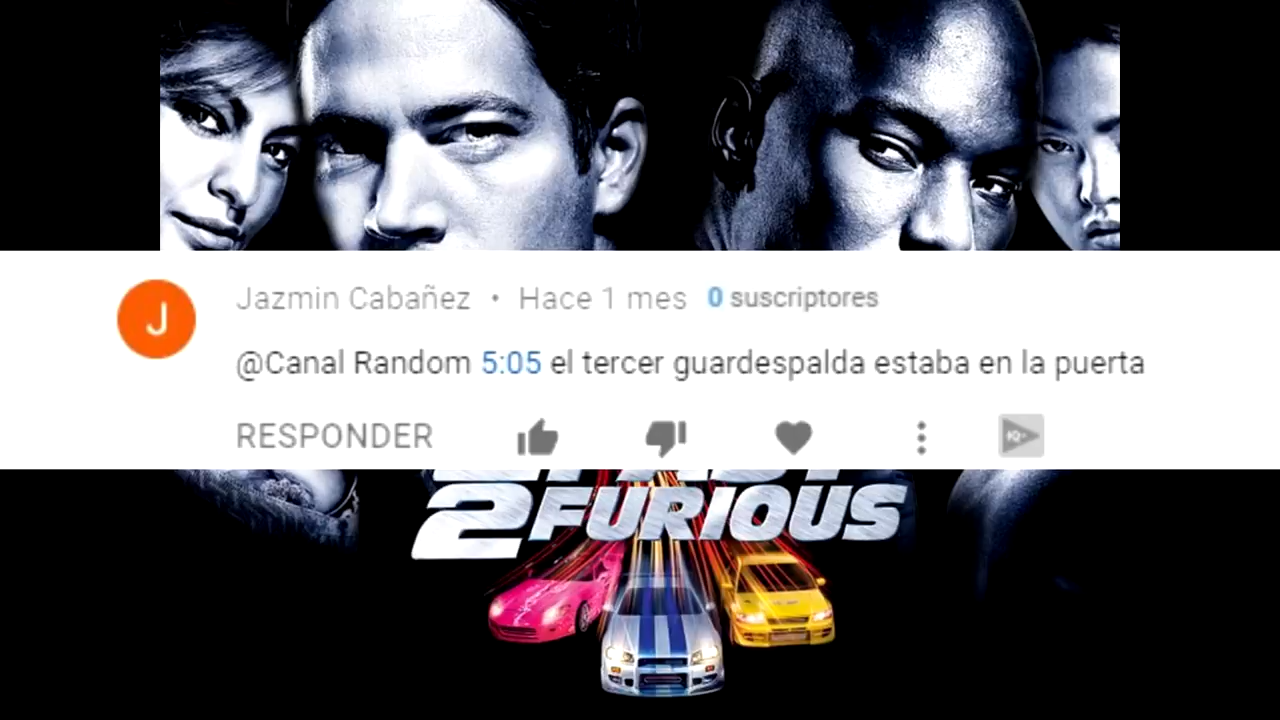 J
Jazmin Cabañez • Hace 1 mes 0 suscriptores
@Canal Random 5:05 el tercer guardespalda estaba en la puerta
RESPONDER
2 FURIOUS